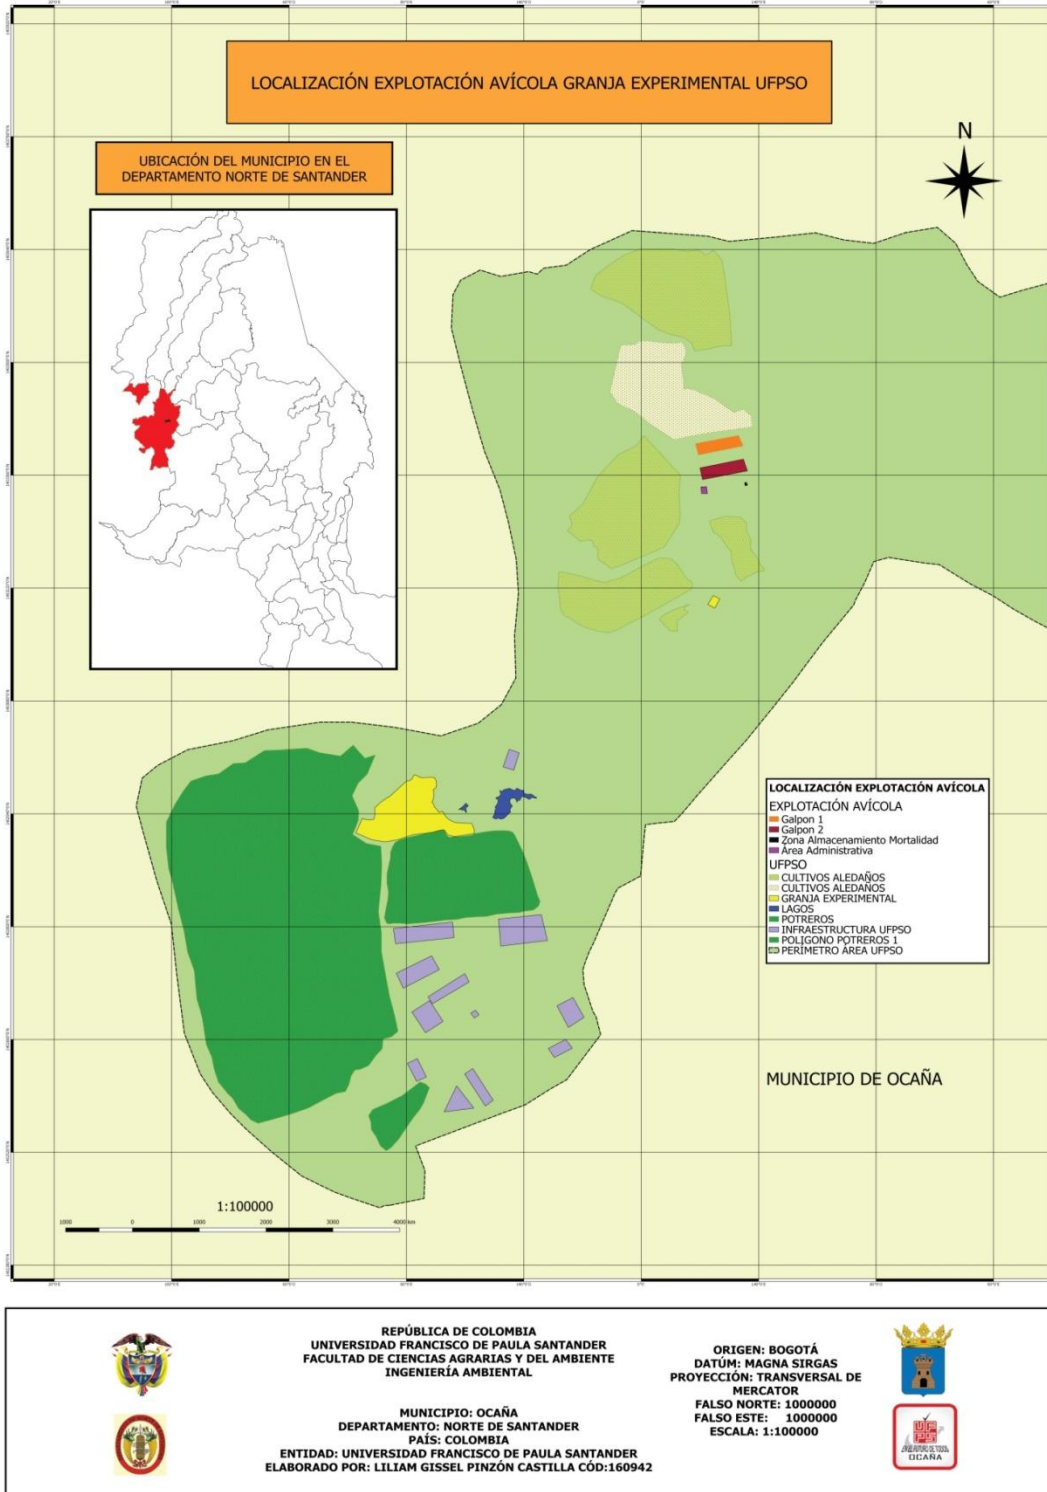 LOCALIZACIÓN EXPLOTACIÓN AVÍCOLA GRANJA EXPERIMENTAL UFPSO
UBICACIÓN DEL MUNICIPIO EN EL
DEPARTAMENTO NORTE DE SANTANDER
N
LOCALIZACIÓN EXPLOTACIÓN AVÍCOLA
EXPLOTACIÓN AVÍCOLA
Galpon 1
Galpon 2
Zona Almacenamiento Mortalidad
Área Administrativa
UFPSO
CULTIVOS ALEDAÑOS
CULTIVOS ALEDAÑOS
GRANJA EXPERIMENTAL
LAGOS
POTREROS
INFRAESTRUCTURA UFPSO
POLIGONO POTREROS 1
PERÍMETRO ÁREA UFPSO
MUNICIPIO DE OCAÑA
1:100000
1000 0 1000 2000 3000 4000 km
REPÚBLICA DE COLOMBIA
UNIVERSIDAD FRANCISCO DE PAULA SANTANDER
FACULTAD DE CIENCIAS AGRARIAS Y DEL AMBIENTE
INGENIERÍA AMBIENTAL
MUNICIPIO: OCAÑA
DEPARTAMENTO: NORTE DE SANTANDER
PAÍS: COLOMBIA
ENTIDAD: UNIVERSIDAD FRANCISCO DE PAULA SANTANDER
ELABORADO POR: LILIAM GISSEL PINZÓN CASTILLA CÓD:160942
ORIGEN: BOGOTÁ
DATÚM: MAGNA SIRGAS
PROYECCIÓN: TRANSVERSAL DE
MERCATOR
FALSO NORTE: 1000000
FALSO ESTE: 1000000
ESCALA: 1:100000
OCAÑA